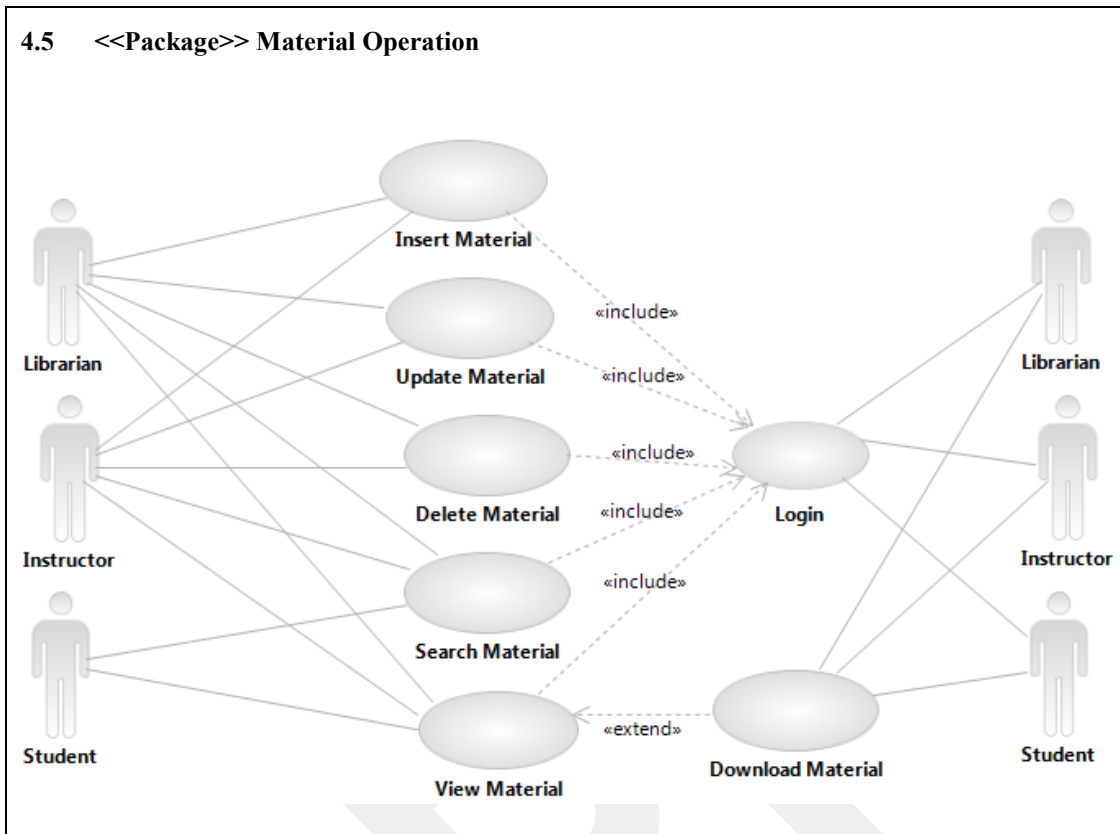 4.5 <<Package>> Material Operation
Insert Material
«include»
Librarian
Librarian
Update Material
«include»
«include»
Delete Material
Login
«include»
Instructor
Instructor
«include»
Search Material
«extend»
Student
Student
View Material
Download Material